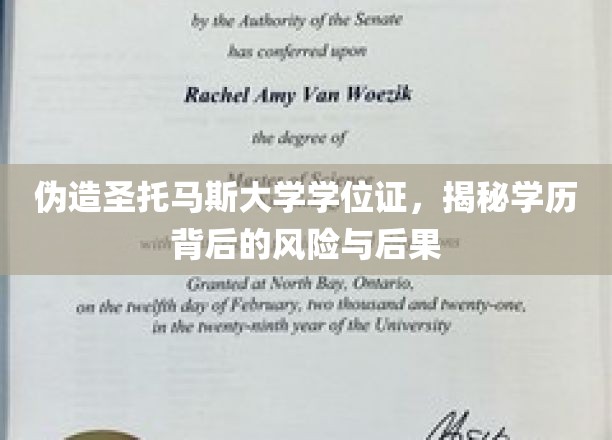 by the Authority of the Senate
has conferred upon
Rachel Amy Van Woezik
the degree of
Master of Science
伪造圣托马斯大学学位证，揭秘学历
背后的风险与后果
Granted at North Bay, Ontario,
on the twelfth day of February, two thousand and twenty-one,
in the twenty-ninth year of the University